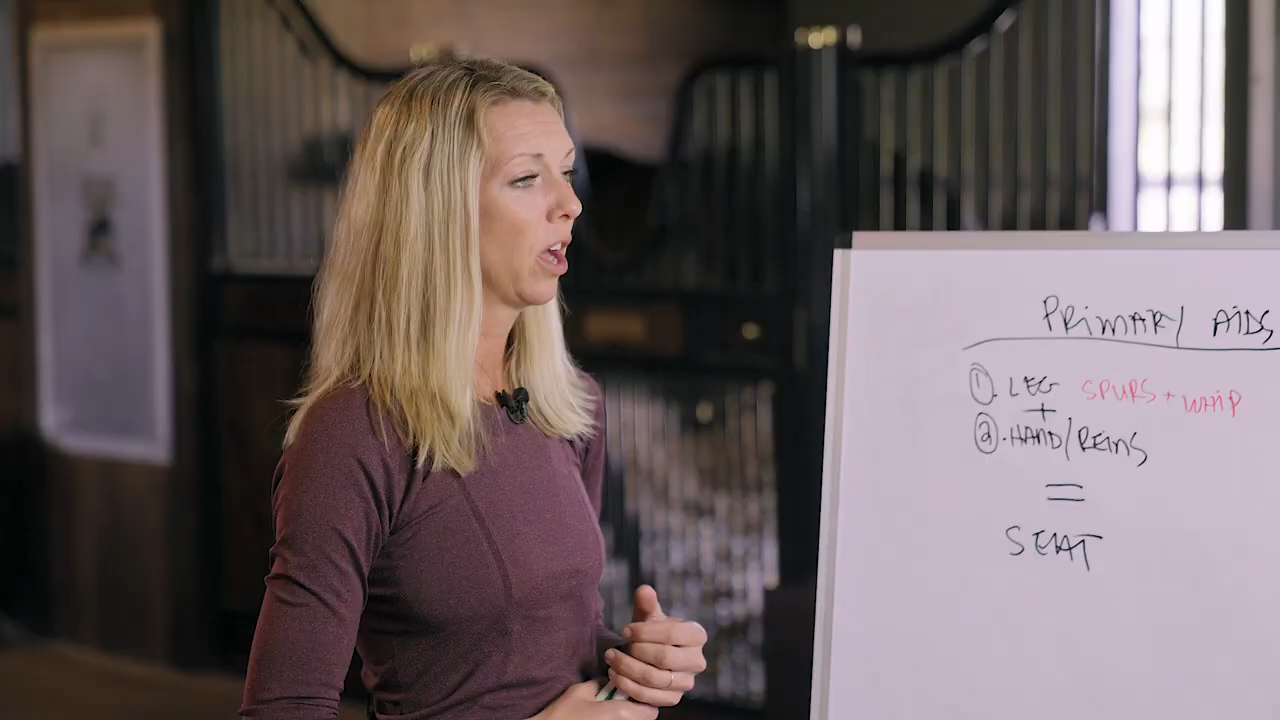 PRIMARY AIDS
①. LEG SPURS + WHIP
+
②. HAND/REINS
=
SEAT